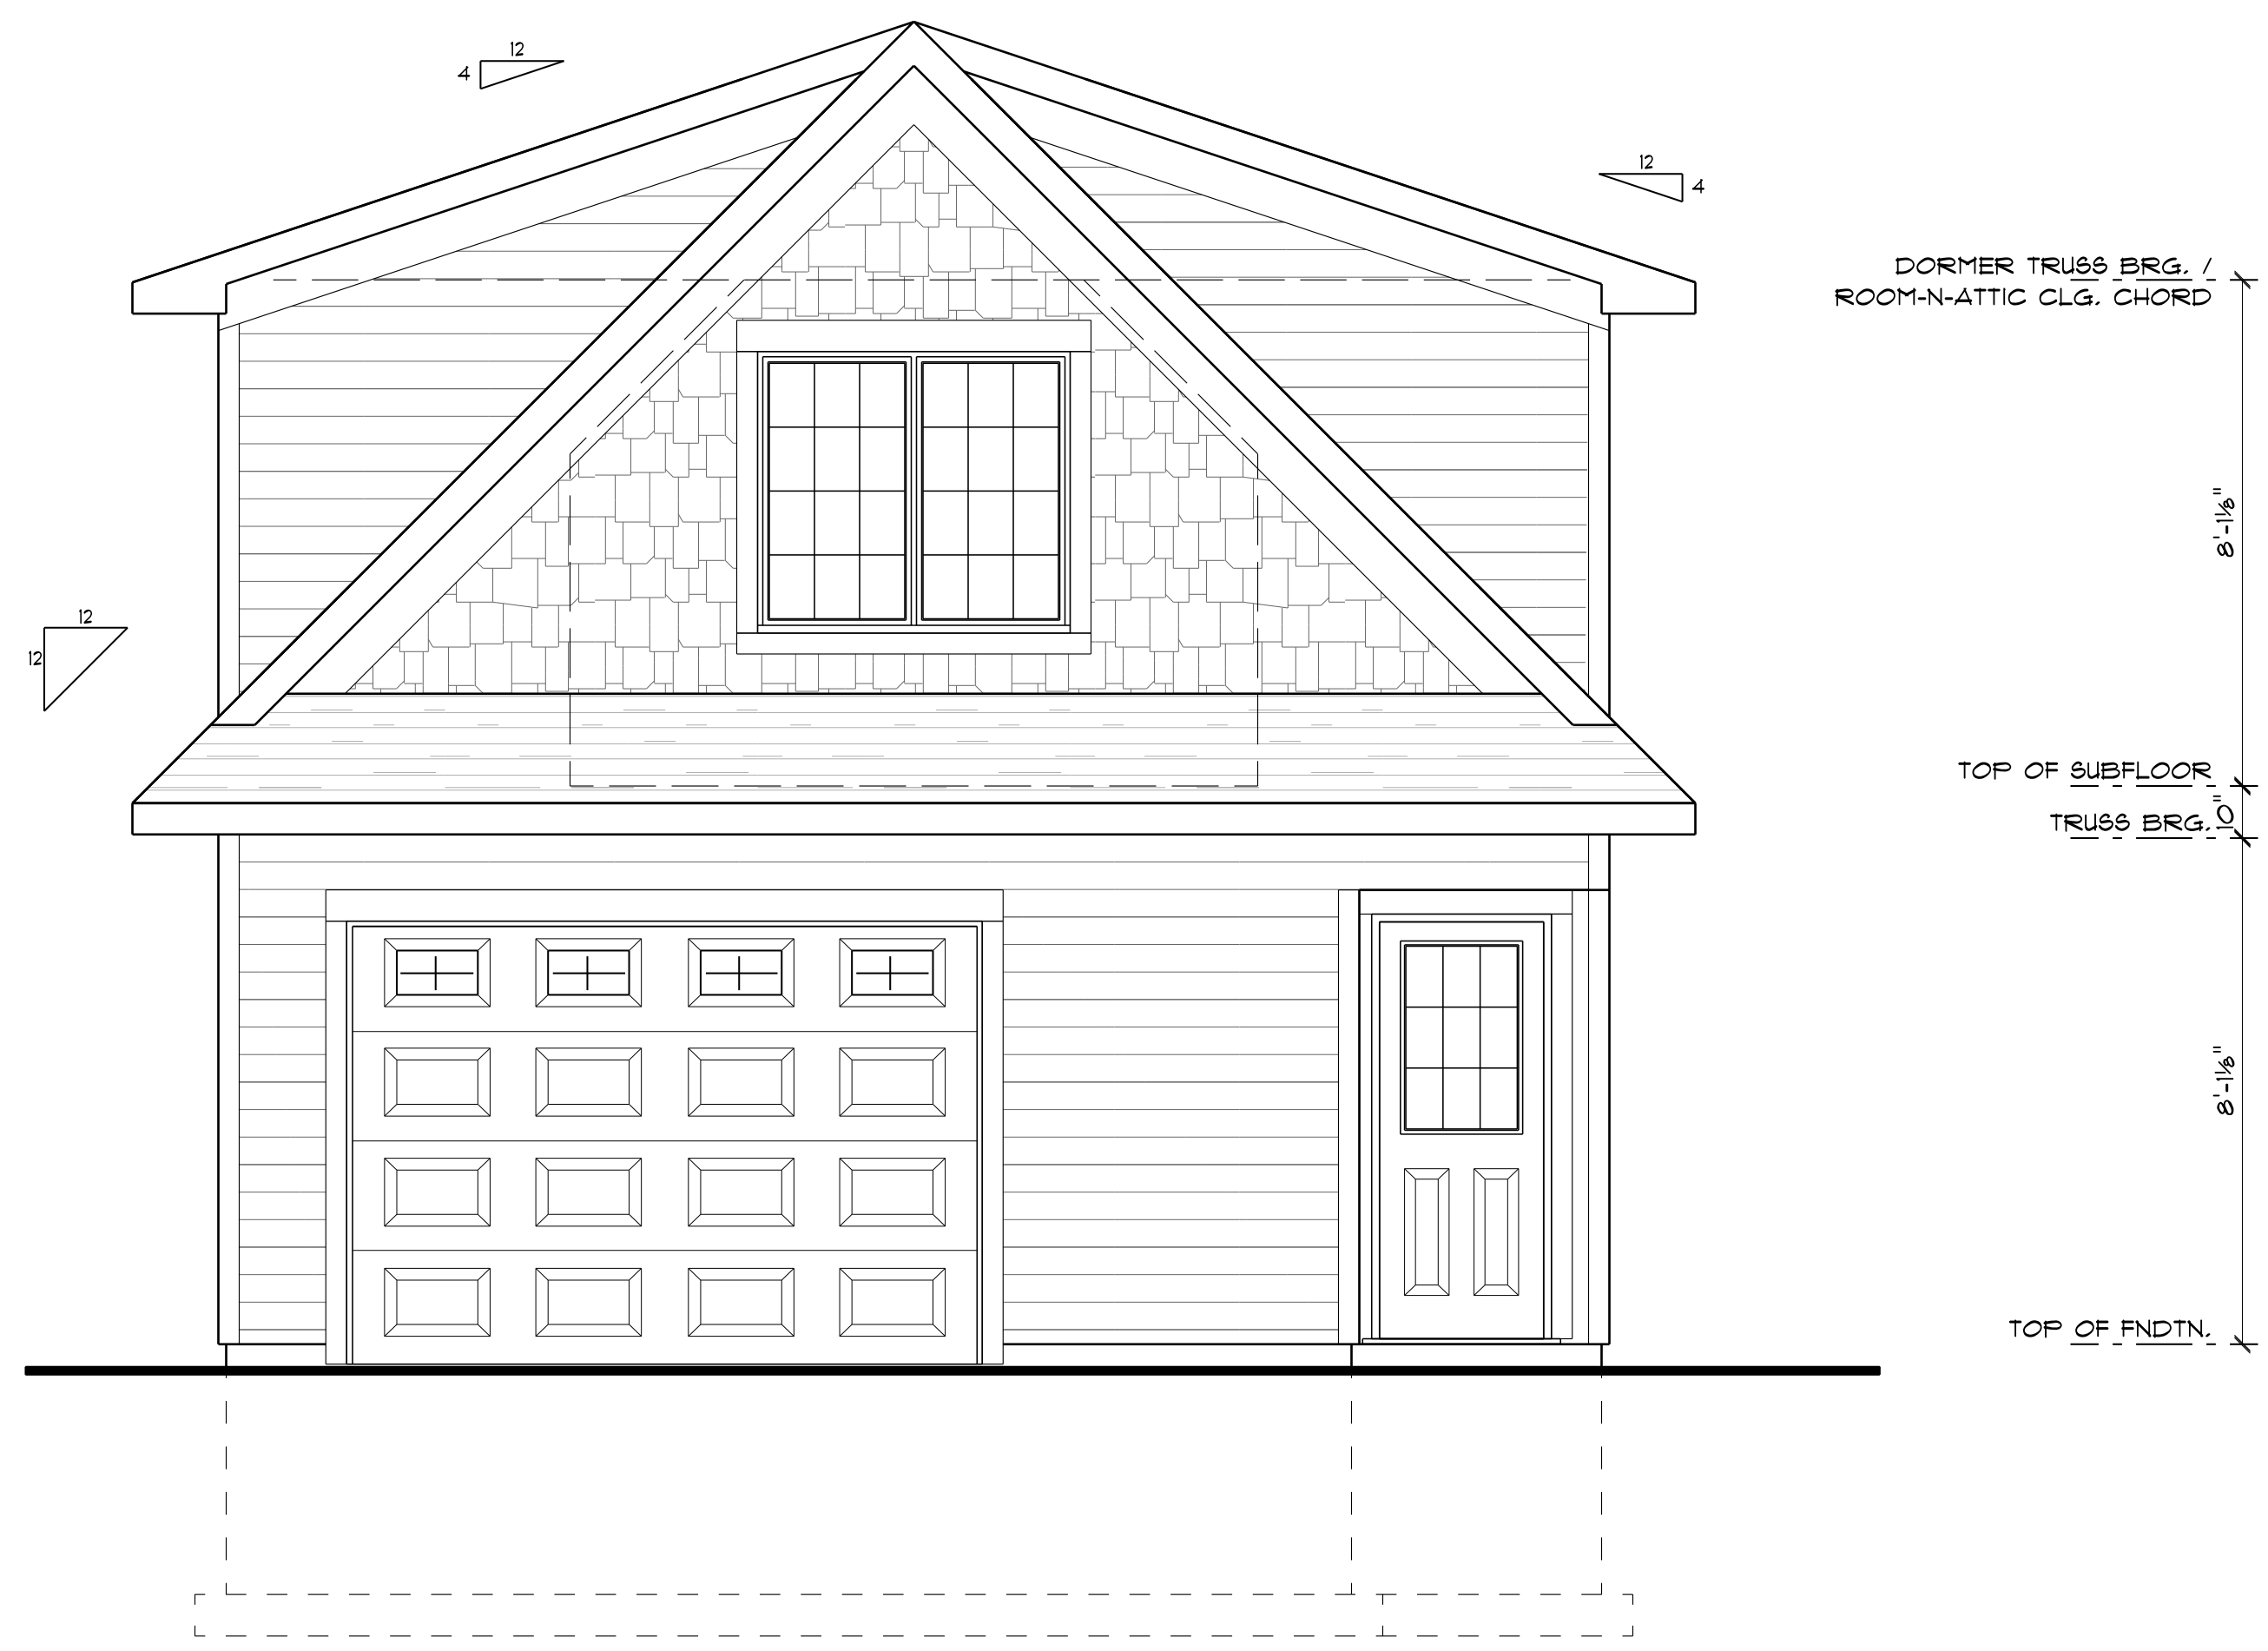 12
4
12
4
DORMER TRUSS BRG. /
ROOM-N-ATTIC CLG. CHORD
8'-1⅛"
12
12
TOP OF SUBFLOOR
10"
TRUSS BRG.
8'-1⅛"
TOP OF FNDTN.